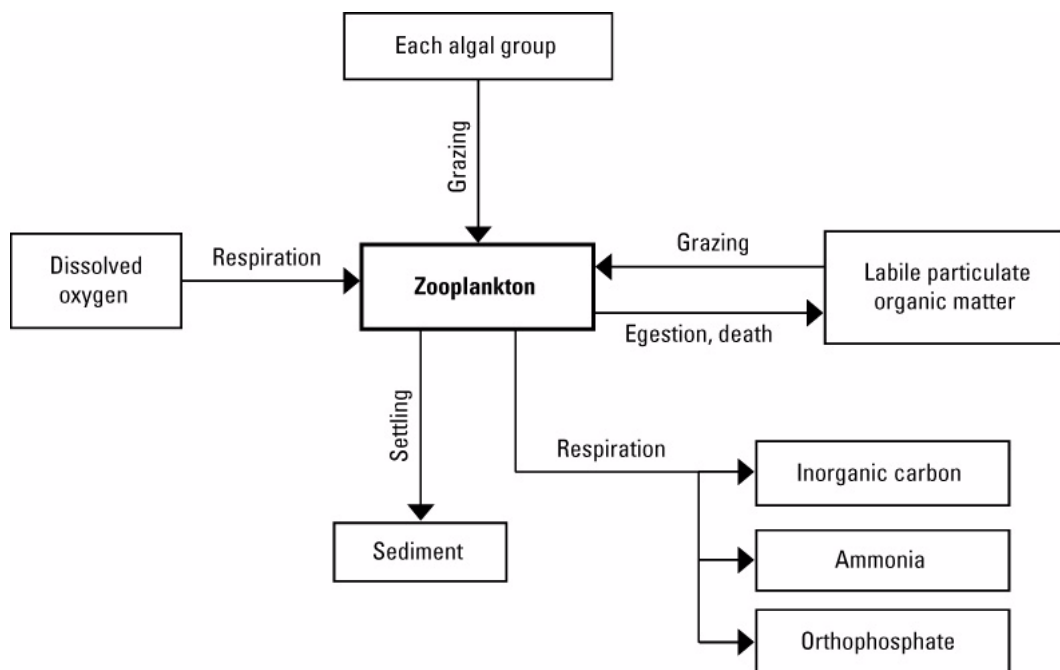 Each algal group
Grazing
Dissolved
oxygen
Respiration
Zooplankton
Grazing
Labile particulate
organic matter
Egestion, death
Settling
Respiration
Inorganic carbon
Sediment
Ammonia
Orthophosphate